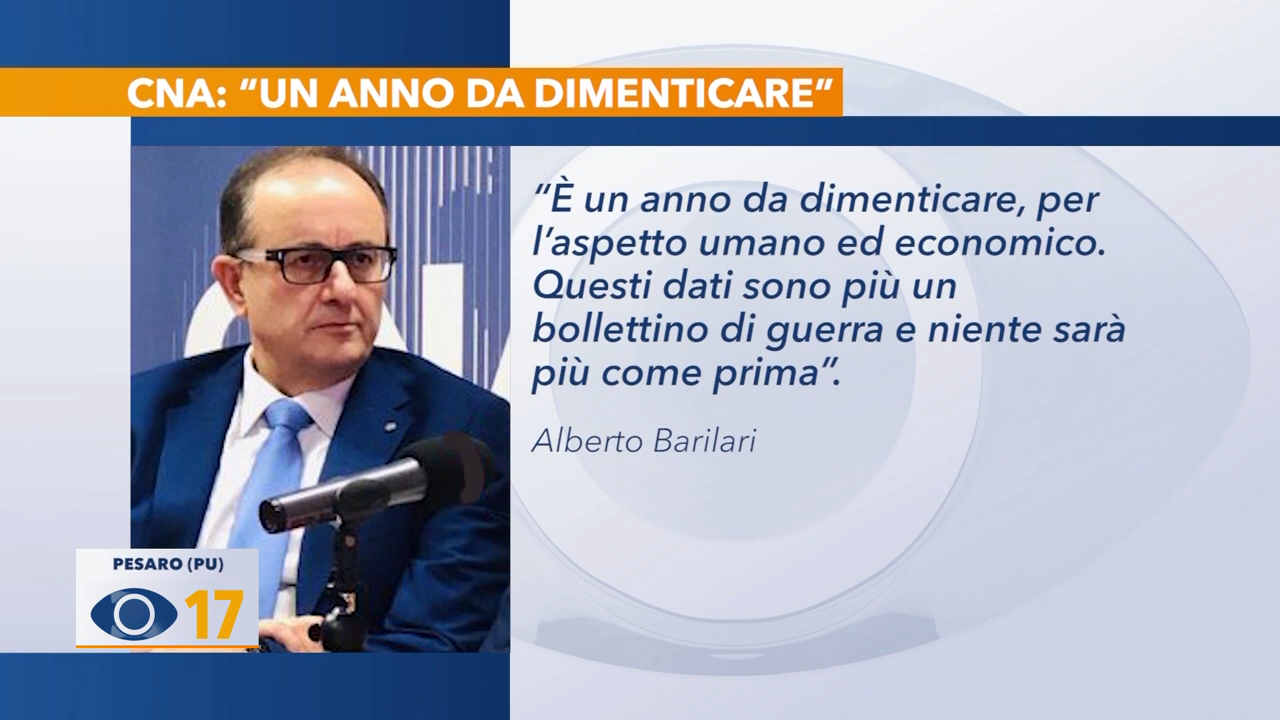 CNA: “UN ANNO DA DIMENTICARE”
“È un anno da dimenticare, per
l’aspetto umano ed economico.
Questi dati sono più un
bollettino di guerra e niente sarà
più come prima”.
Alberto Barilari
PESARO (PU)
17